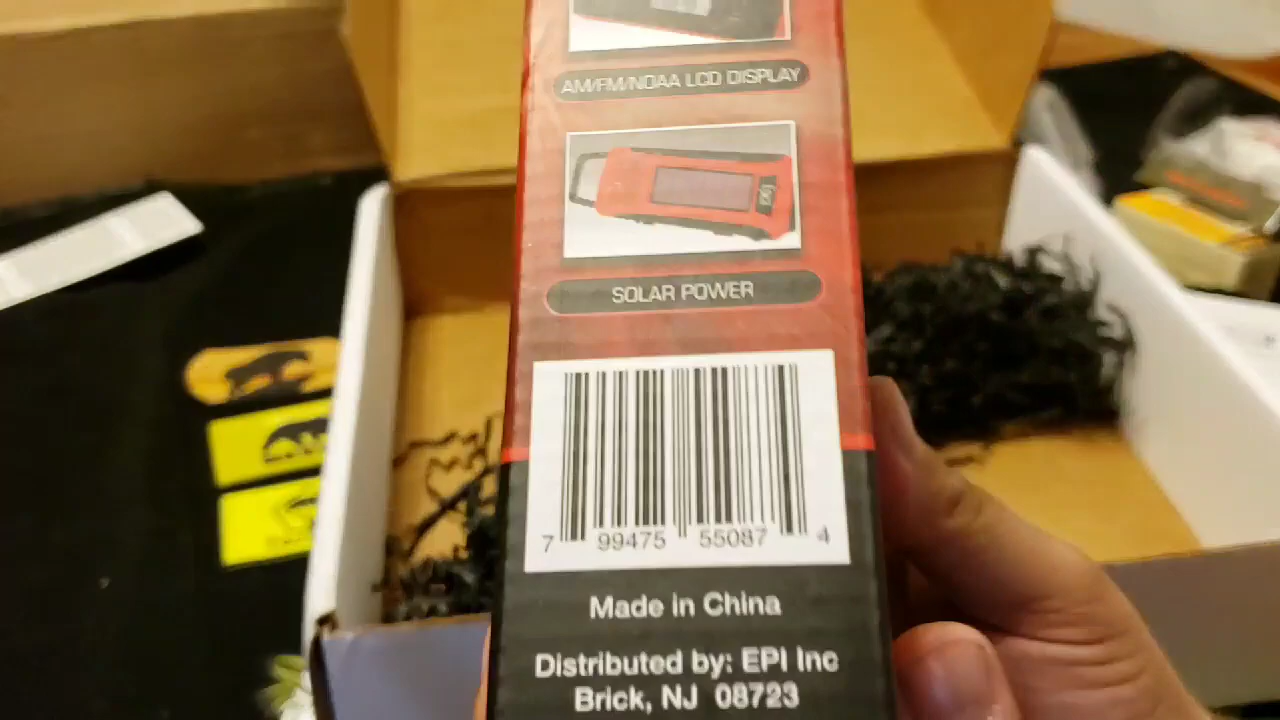 AM/FM/NOAA LCD DISPLAY
SOLAR POWER
7 99475 55087 4
Made in China
Distributed by: EPI Inc
Brick, NJ 08723